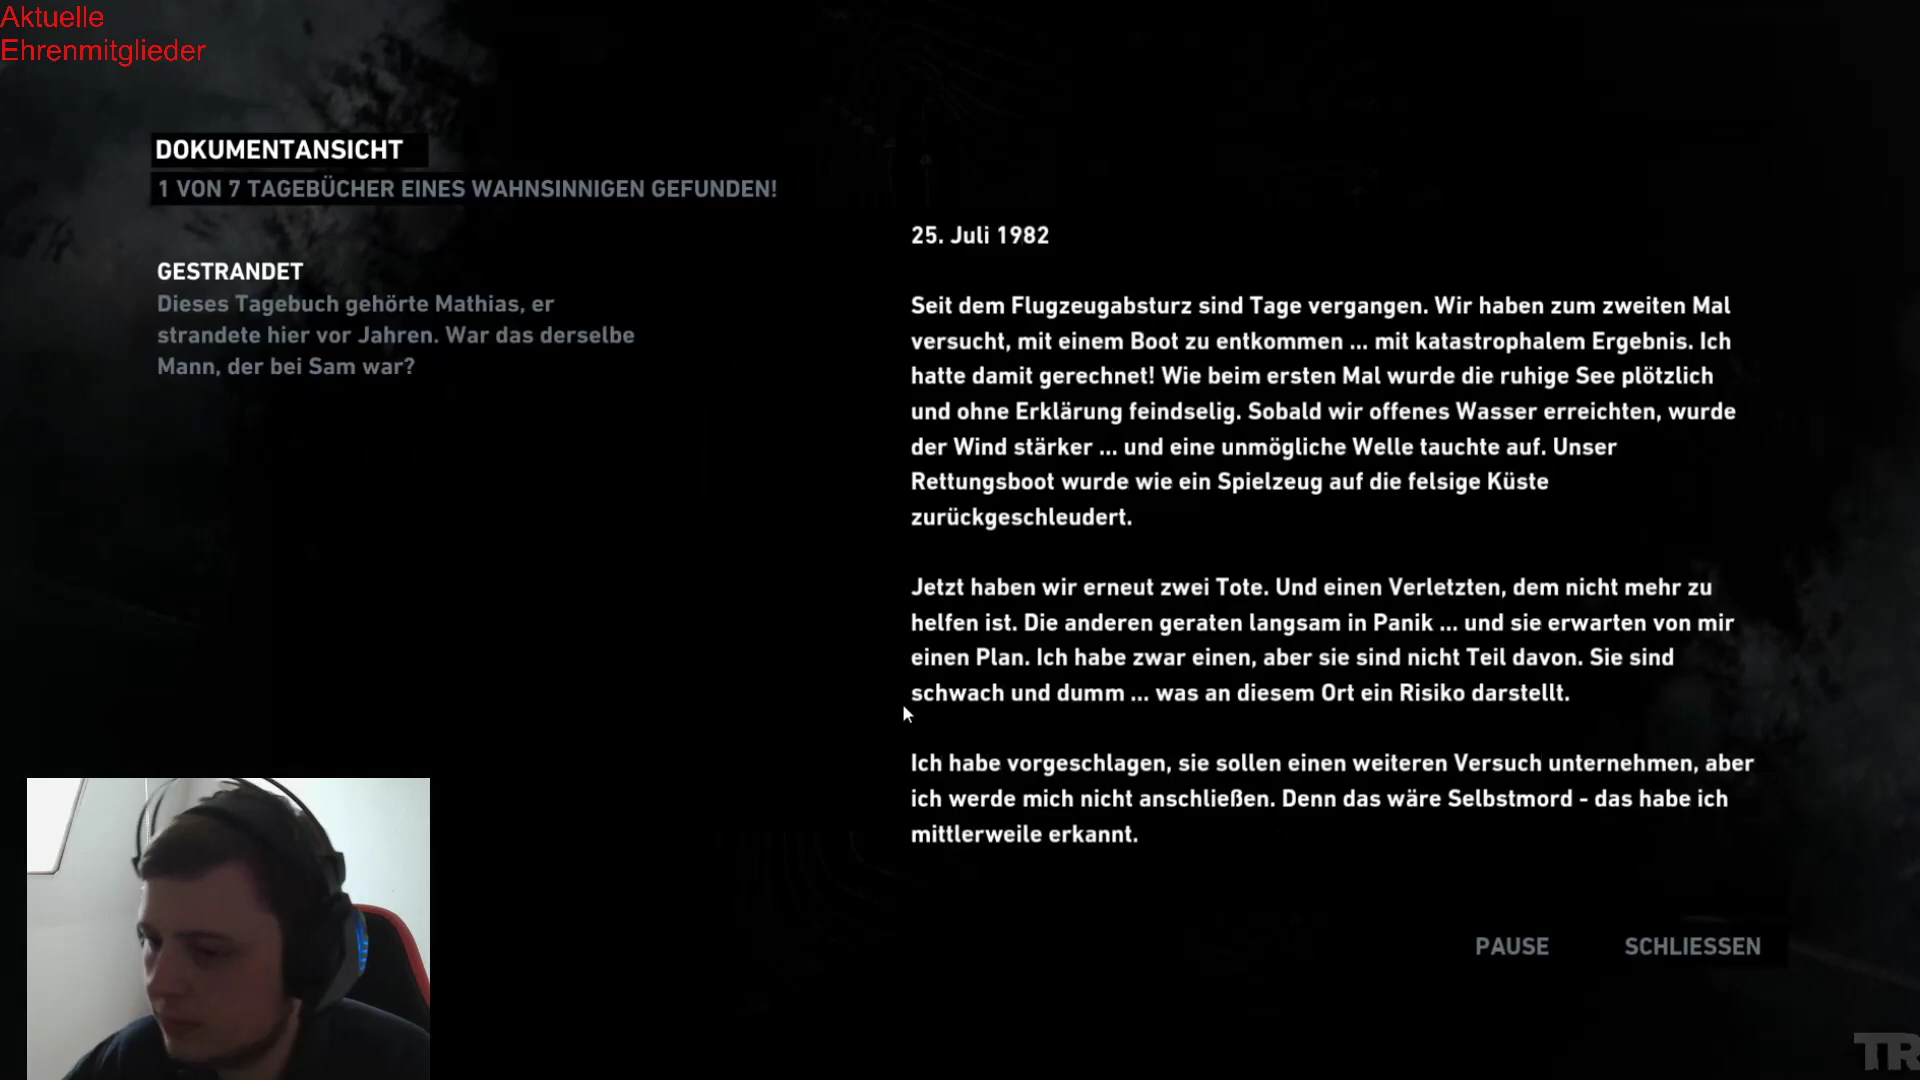 Aktuelle
Ehrenmitglieder
DOKUMENTANSICHT
1 VON 7 TAGEBÜCHER EINES WAHNSINNIGEN GEFUNDEN!
GESTRANDET
Dieses Tagebuch gehörte Mathias, er
strandete hier vor Jahren. War das derselbe
Mann, der bei Sam war?
25. Juli 1982
Seit dem Flugzeugabsturz sind Tage vergangen. Wir haben zum zweiten Mal
versucht, mit einem Boot zu entkommen ... mit katastrophalem Ergebnis. Ich
hatte damit gerechnet! Wie beim ersten Mal wurde die ruhige See plötzlich
und ohne Erklärung feindselig. Sobald wir offenes Wasser erreichten, wurde
der Wind stärker ... und eine unmögliche Welle tauchte auf. Unser
Rettungsboot wurde wie ein Spielzeug auf die felsige Küste
zurückgeschleudert.
Jetzt haben wir erneut zwei Tote. Und einen Verletzten, dem nicht mehr zu
helfen ist. Die anderen geraten langsam in Panik ... und sie erwarten von mir
einen Plan. Ich habe zwar einen, aber sie sind nicht Teil davon. Sie sind
schwach und dumm ... was an diesem Ort ein Risiko darstellt.
Ich habe vorgeschlagen, sie sollen einen weiteren Versuch unternehmen, aber
ich werde mich nicht anschließen. Denn das wäre Selbstmord - das habe ich
mittlerweile erkannt.
PAUSE
SCHLIESSEN
TR